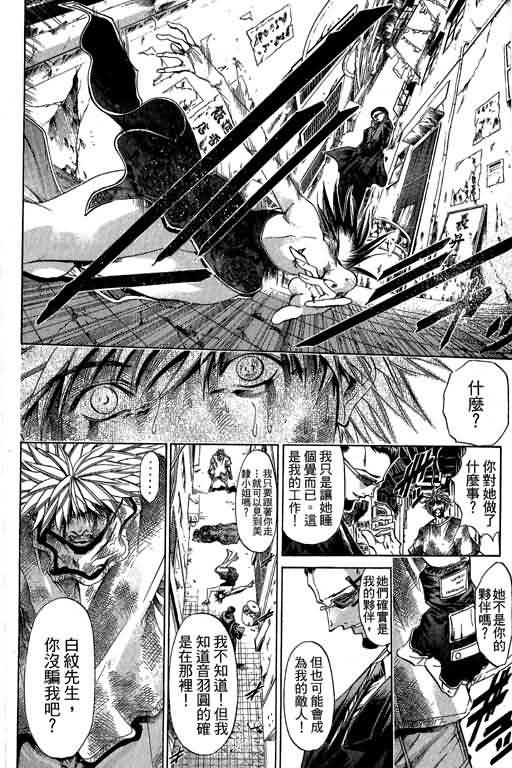 什麼？
你對她做了
什麼事？
我只是讓她睡
個覺而已。這
是我的工作！
我只要跟著你走
…就可以見到美
隸小姐嗎？
……
她不是你的
夥伴嗎？
她們確實是
我的夥伴，
但也可能會成
為我的敵人！
我不知道！但我
知道音羽圓的確
是在那裡！
白紋先生，
你沒騙我吧？